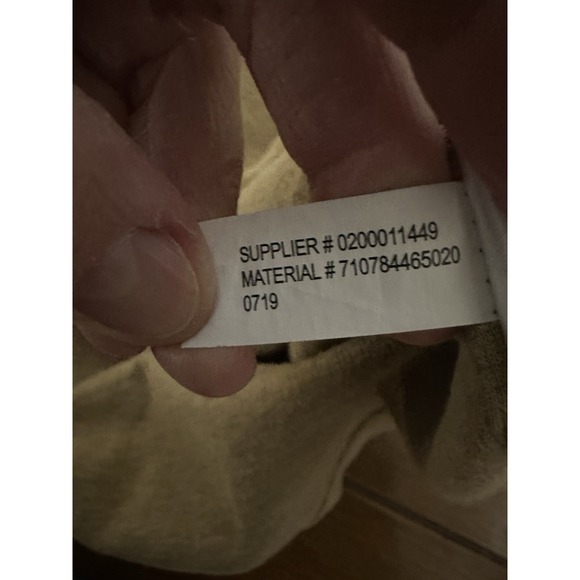 SUPPLIER # 0200011449
MATERIAL # 710784465020
0719